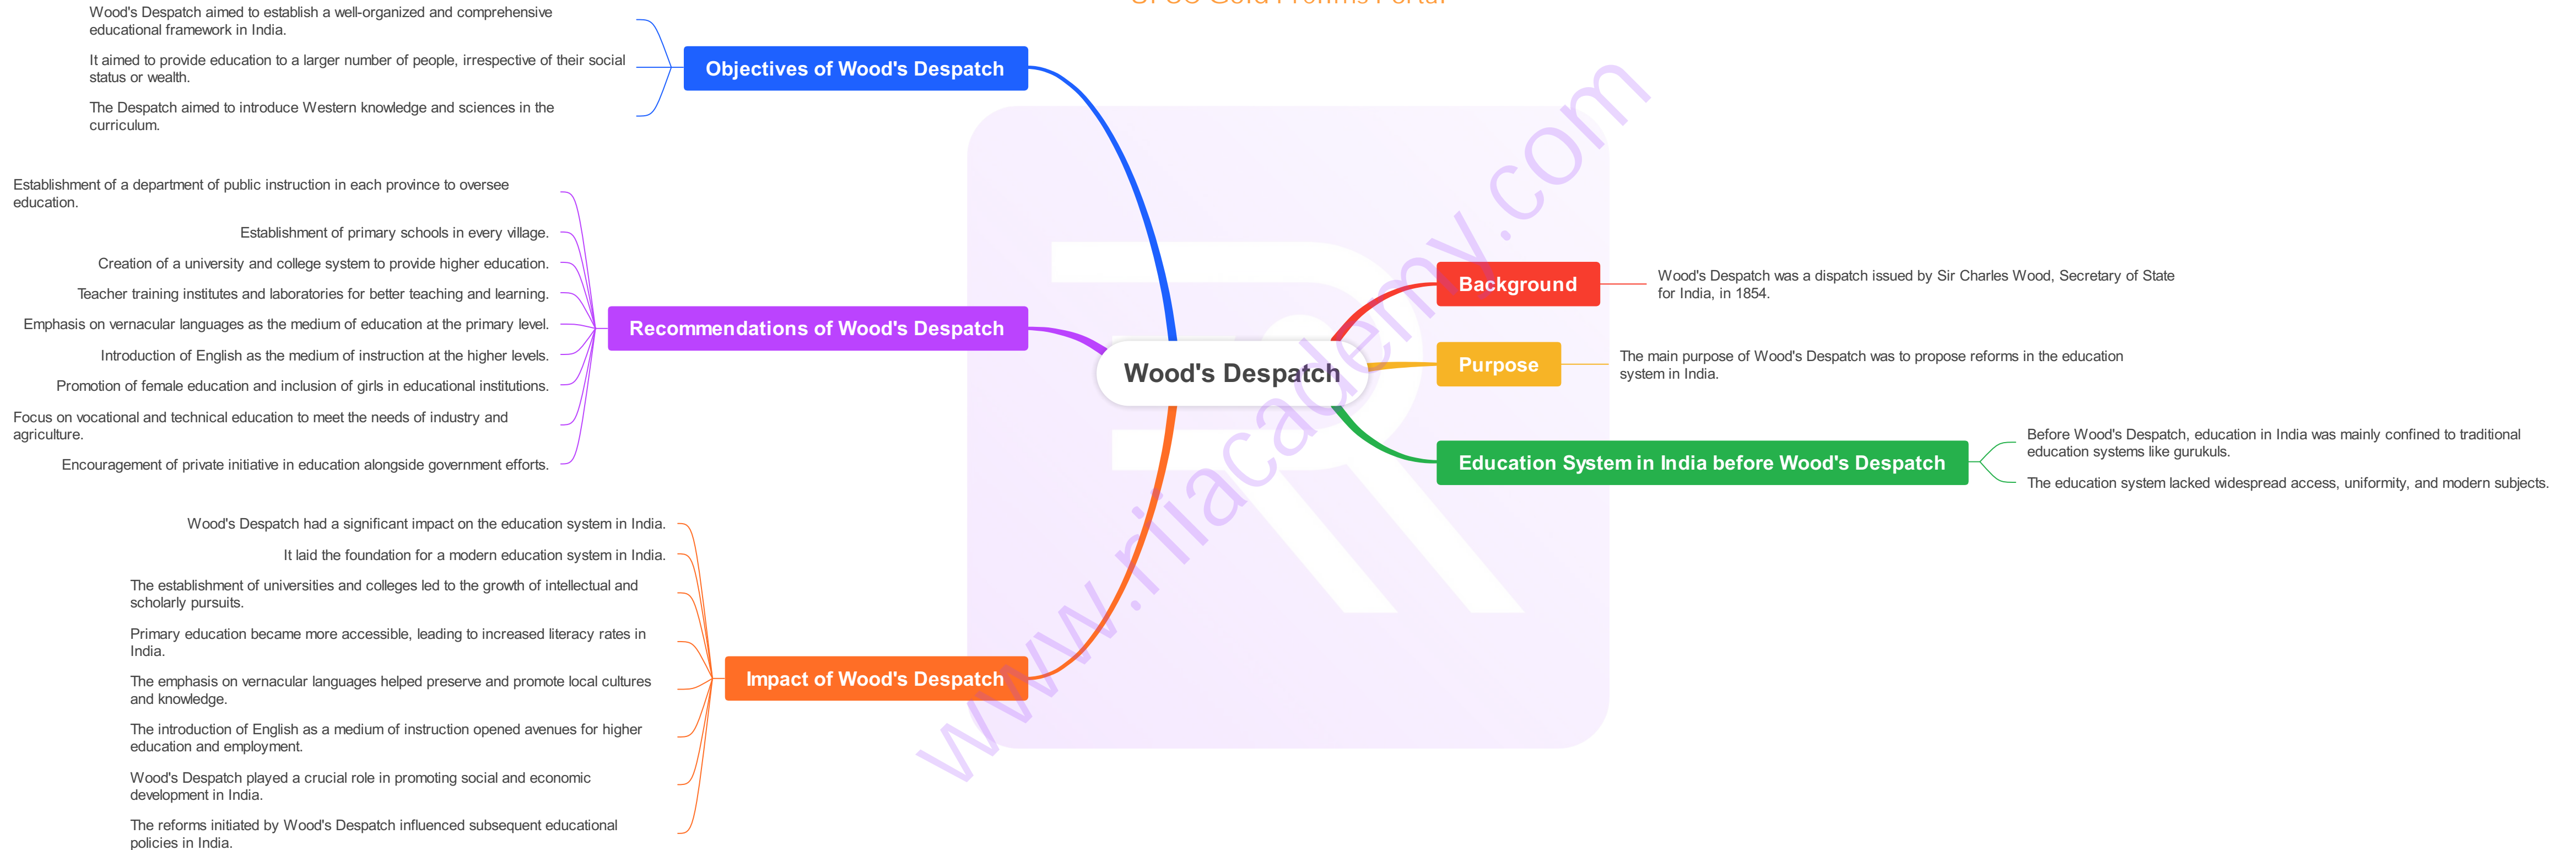 UPSC Gold Prelims Portal
Wood's Despatch aimed to establish a well-organized and comprehensive
educational framework in India.
It aimed to provide education to a larger number of people, irrespective of their social
status or wealth.
The Despatch aimed to introduce Western knowledge and sciences in the
curriculum.
Objectives of Wood's Despatch
Establishment of a department of public instruction in each province to oversee
education.
Establishment of primary schools in every village.
Creation of a university and college system to provide higher education.
Teacher training institutes and laboratories for better teaching and learning.
Emphasis on vernacular languages as the medium of education at the primary level.
Introduction of English as the medium of instruction at the higher levels.
Promotion of female education and inclusion of girls in educational institutions.
Focus on vocational and technical education to meet the needs of industry and
agriculture.
Encouragement of private initiative in education alongside government efforts.
Recommendations of Wood's Despatch
Wood's Despatch had a significant impact on the education system in India.
It laid the foundation for a modern education system in India.
The establishment of universities and colleges led to the growth of intellectual and
scholarly pursuits.
Primary education became more accessible, leading to increased literacy rates in
India.
The emphasis on vernacular languages helped preserve and promote local cultures
and knowledge.
The introduction of English as a medium of instruction opened avenues for higher
education and employment.
Wood's Despatch played a crucial role in promoting social and economic
development in India.
The reforms initiated by Wood's Despatch influenced subsequent educational
policies in India.
Impact of Wood's Despatch
Wood's Despatch
Background
Wood's Despatch was a dispatch issued by Sir Charles Wood, Secretary of State
for India, in 1854.
Purpose
The main purpose of Wood's Despatch was to propose reforms in the education
system in India.
Education System in India before Wood's Despatch
Before Wood's Despatch, education in India was mainly confined to traditional
education systems like gurukuls.
The education system lacked widespread access, uniformity, and modern subjects.